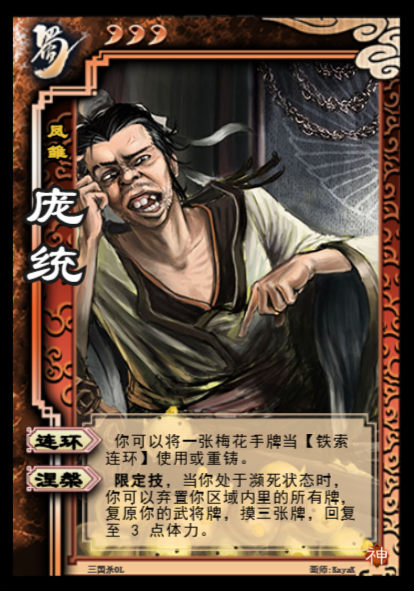 蜀
凤雏
庞统
连环
你可以将一张梅花手牌当【铁索
连环】使用或重铸。
涅槃
限定技，当你处于濒死状态时，
你可以弃置你区域内里的所有牌，
复原你的武将牌，摸三张牌，回复
至 3 点体力。
神
三国杀OL
画师:KayaK